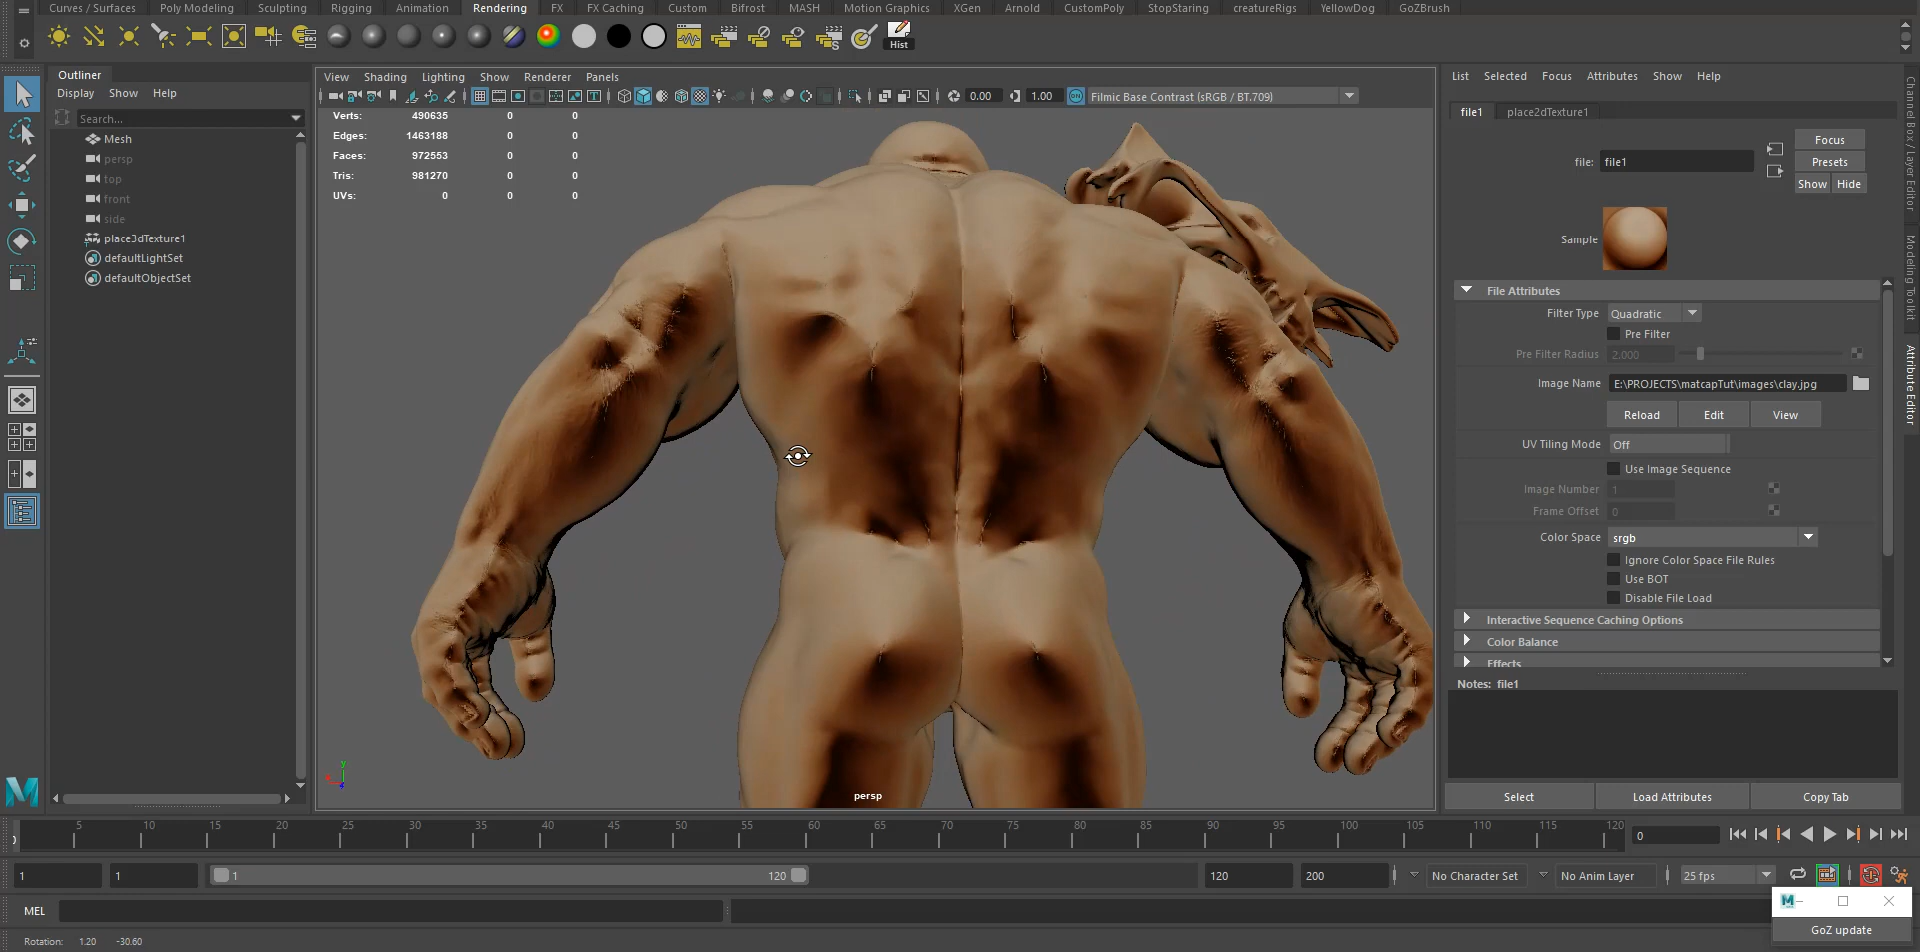 Curves / Surfaces Poly Modeling Sculpting Rigging Animation Rendering FX FX Caching Custom Bifrost MASH Motion Graphics XGen Arnold CustomPoly StopStaring creatureRigs YellowDog GoZBrush
Hist
Outliner
Display Show Help
Search...
Mesh
persp
top
front
side
place3dTexture1
defaultLightSet
defaultObjectSet
View Shading Lighting Show Renderer Panels
0.00 1.00 ON Filmic Base Contrast (sRGB / BT.709)
Verts: 490635 0 0
Edges: 1463188 0 0
Faces: 972553 0 0
Tris: 981270 0 0
UVs: 0 0 0
y
z
persp
List Selected Focus Attributes Show Help
file1 place2dTexture1
file: file1
Focus
Presets
Show Hide
Sample
File Attributes
Filter Type Quadratic
Pre Filter
Pre Filter Radius 2.000
Image Name E:\PROJECTS\matcapTut\images\clay.jpg
Reload Edit View
UV Tiling Mode Off
Use Image Sequence
Image Number 1
Frame Offset 0
Color Space srgb
Ignore Color Space File Rules
Use BOT
Disable File Load
Interactive Sequence Caching Options
Color Balance
Effects
Notes: file1
Select Load Attributes Copy Tab
Channel Box / Layer Editor
Modeling Toolkit
Attribute Editor
5 10 15 20 25 30 35 40 45 50 55 60 65 70 75 80 85 90 95 100 105 110 115 120
0
1 1 1 120 120 200 No Character Set No Anim Layer 25 fps
MEL
GoZ update
Rotation: 1.20 -30.60